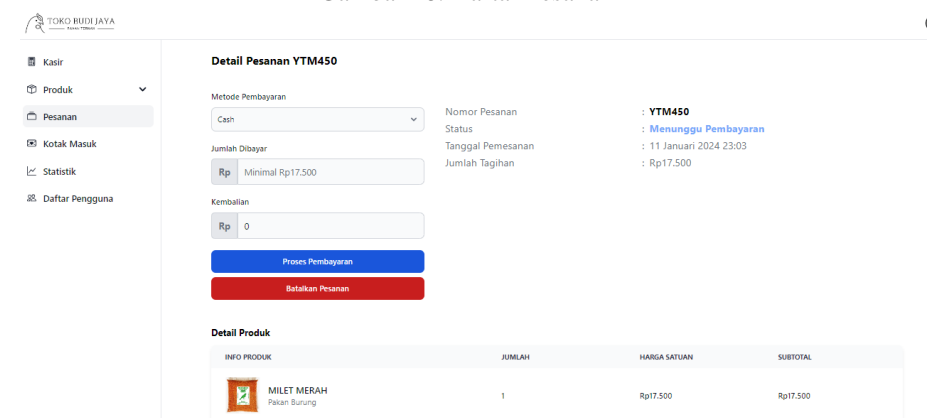 TOKO BUDI JAYA
Kasir
Produk
Pesanan
Kotak Masuk
Statistik
Daftar Pengguna
Detail Pesanan YTM450
Metode Pembayaran
Cash
Jumlah Dibayar
Rp Minimal Rp17.500
Kembalian
Rp 0
Proses Pembayaran
Batalkan Pesanan
Nomor Pesanan : YTM450
Status : Menunggu Pembayaran
Tanggal Pemesanan : 11 Januari 2024 23:03
Jumlah Tagihan : Rp17.500
Detail Produk
INFO PRODUK JUMLAH HARGA SATUAN SUBTOTAL
MILET MERAH
Pakan Burung
1 Rp17.500 Rp17.500